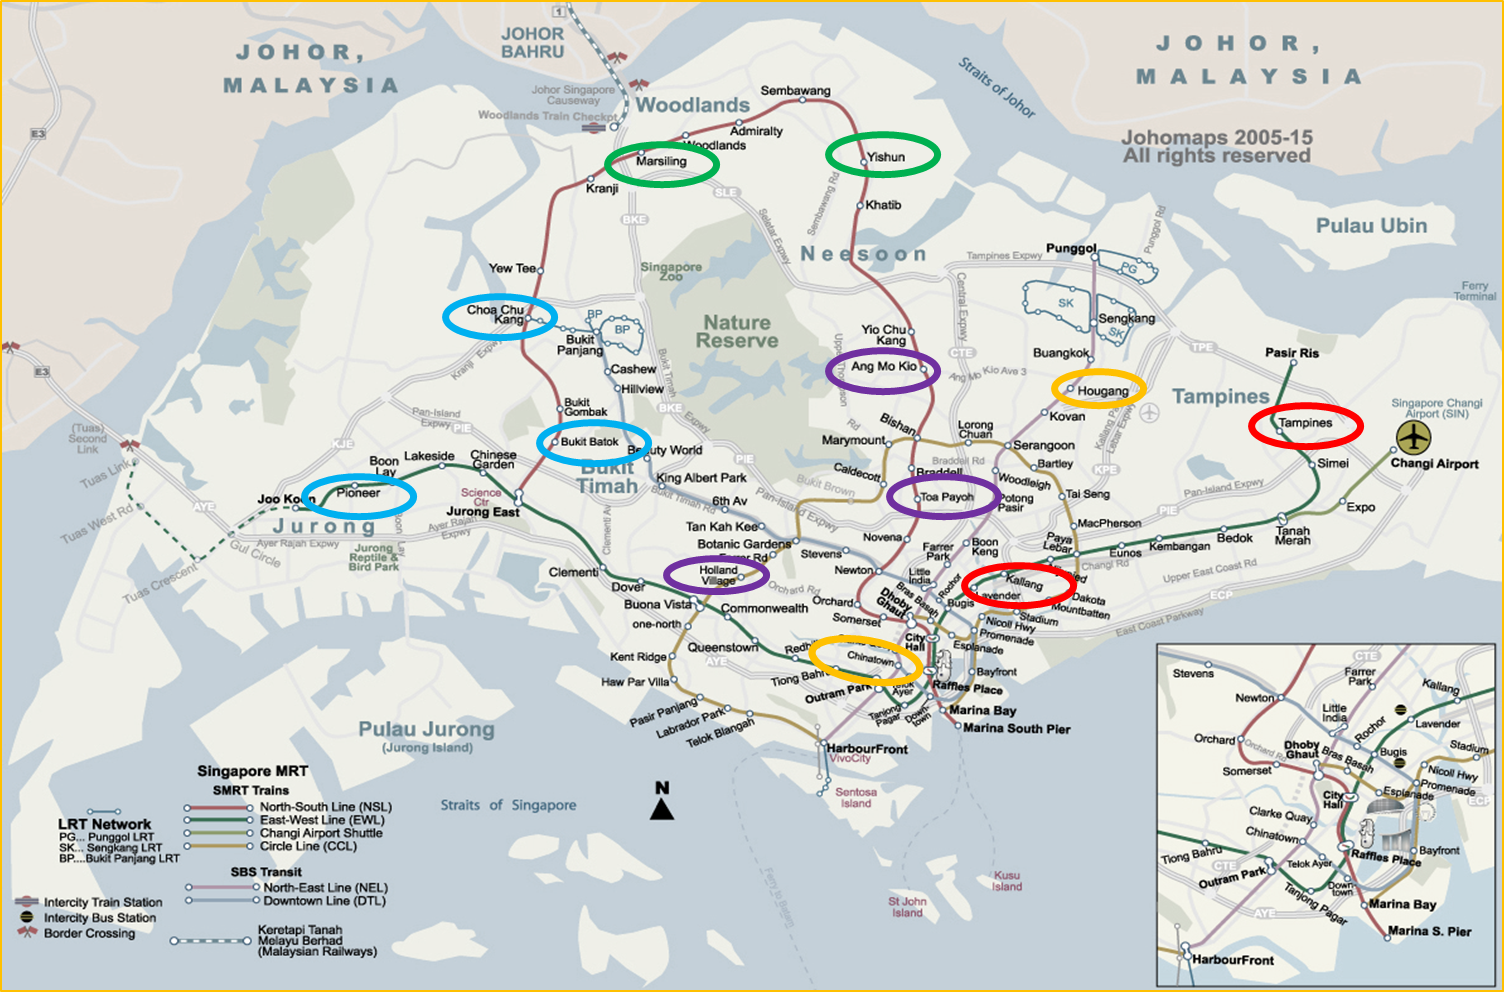 JOHOR,
MALAYSIA
JOHOR
BAHRU
1
JOHOR,
MALAYSIA
Straits of Johor
Johor Singapore
Causeway
Woodlands Train Checkpt
Woodlands
Sembawang
Admiralty
Woodlands
Marsiling
Kranji
Yishun
Khatib
Johomaps 2005-15
All rights reserved
E3
E3
SLE
BKE
Seletar Expwy
Sembawang Rd
Neesoon
Pulau Ubin
Punggol Rd
Punggol
Tampines Expwy
PG
SK
SK
Sengkang
Ferry
Terminal
Yew Tee
Singapore
Zoo
Central Expwy
Choa Chu
Kang
BP
BP
Bukit
Panjang
Nature
Reserve
Yio Chu
Kang
Buangkok
CTE
TPE
Pasir Ris
Kranji Expwy
Cashew
Hillview
Bukit Timah
Expwy
Ang Mo Kio
Ang Mo Kio Ave 3
Hougang
Tampines
Kovan
Singapore Changi
Airport (SIN)
Changi Airport
Bukit
Gombak
BKE
Pan-Island
Expwy
PIE
KJE
Bishan
Marymount
Lorong
Chuan
Serangoon
Tampines
Simei
(Tuas)
Second
Link
Tuas Link
Boon
Lay
Lakeside
Chinese
Garden
Bukit Batok
Beauty World
Bukit
Timah
PIE
Braddell Rd
Braddell
Bartley
KPE
Caldecott
Woodleigh
Joo Koon
Pioneer
Science
Ctr
Jurong East
King Albert Park
Bukit Timah Rd
6th Av
Bukit Brown
Pan-Island Expwy
Toa Payoh
Potong
Pasir
Tai Seng
PIE
Expo
Tuas West Rd
AYE
Jurong
Ayer Rajah Expwy
Ayer Rajah
Expwy
Clementi Av
Tan Kah Kee
Botanic Gardens
Farrer Rd
Stevens
Novena
Farrer
Park
Boon
Keng
MacPherson
Paya
Lebar
Eunos
Kembangan
Bedok
Tanah
Merah
Gul Circle
Tuas Crescent
Jurong
Reptile &
Bird Park
Clementi
Dover
Holland
Village
Orchard Rd
Newton
Little
India
Rochor
Kallang
Lavender
Changi Rd
Upper East Coast Rd
ECP
East Coast Parkway
Buona Vista
Commonwealth
Orchard
Somerset
Dhoby
Ghaut
Bras Basah
Bugis
Dakota
Mountbatten
Stadium
Nicoll Hwy
Promenade
one-north
Queenstown
Chinatown
City
Hall
Esplanade
Kent Ridge
AYE
Tiong Bahru
Bayfront
Haw Par Villa
Outram Park
Telok
Ayer
Raffles Place
Pasir Panjang
Labrador Park
Telok Blangah
Tanjong
Pagar
Down-
town
Marina Bay
Marina South Pier
HarbourFront
VivoCity
Sentosa
Island
Pulau Jurong
(Jurong Island)
N
Straits of Singapore
Kusu
Island
St John
Island
Ferry to Batam
Singapore MRT
SMRT Trains
North-South Line (NSL)
East-West Line (EWL)
Changi Airport Shuttle
Circle Line (CCL)
SBS Transit
North-East Line (NEL)
Downtown Line (DTL)
Keretapi Tanah
Melayu Berhad
(Malaysian Railways)
LRT Network
PG... Punggol LRT
SK... Sengkang LRT
BP....Bukit Panjang LRT
Intercity Train Station
Intercity Bus Station
Border Crossing
CTE
Stevens
Farrer
Park
Kallang
Newton
Little
India
Rochor
Lavender
Orchard
Orchard Rd
Dhoby
Ghaut
Bras Basah
Bugis
Stadium
Somerset
Nicoll Hwy
Promenade
City
Hall
Esplanade
ECP
Clarke Quay
Chinatown
Tiong Bahru
CTE
Telok Ayer
Raffles Place
Bayfront
Outram Park
Down-
town
Tanjong Pagar
Marina Bay
AYE
Marina S. Pier
HarbourFront